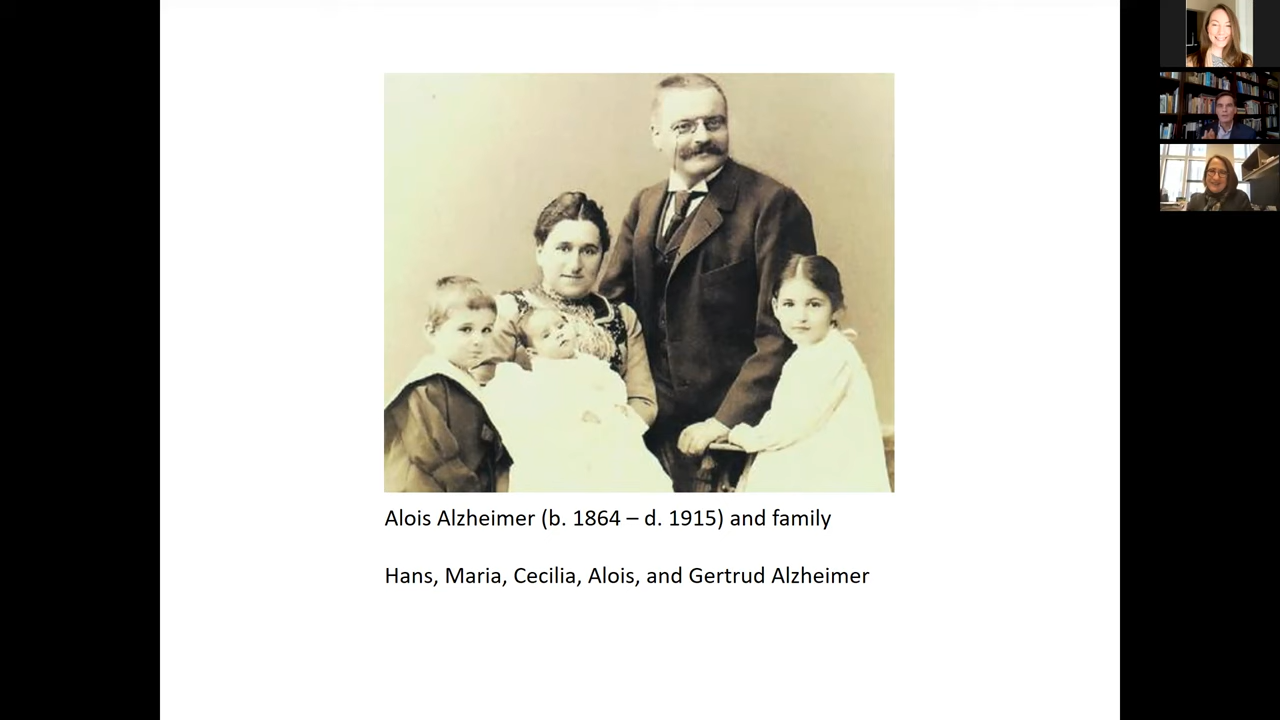 Alois Alzheimer (b. 1864 – d. 1915) and family
Hans, Maria, Cecilia, Alois, and Gertrud Alzheimer